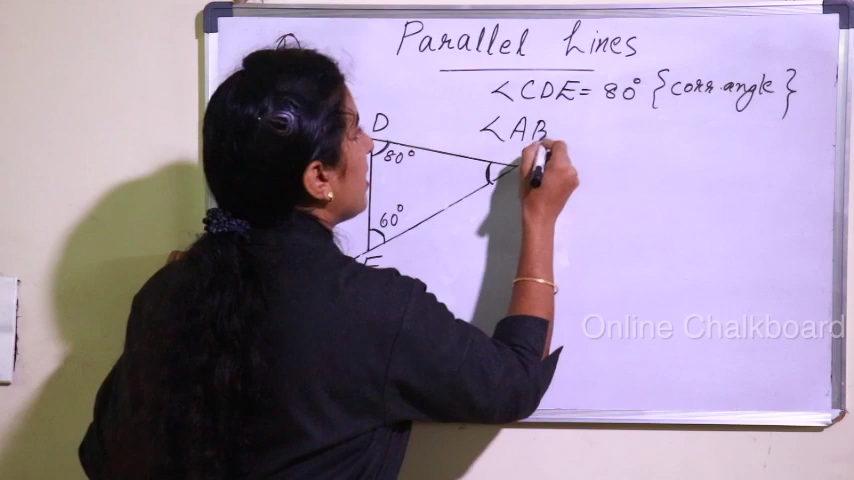 Parallel Lines
∠CDE = 80° {corr. angle}
∠AB
D
80°
60°
E
Online Chalkboard